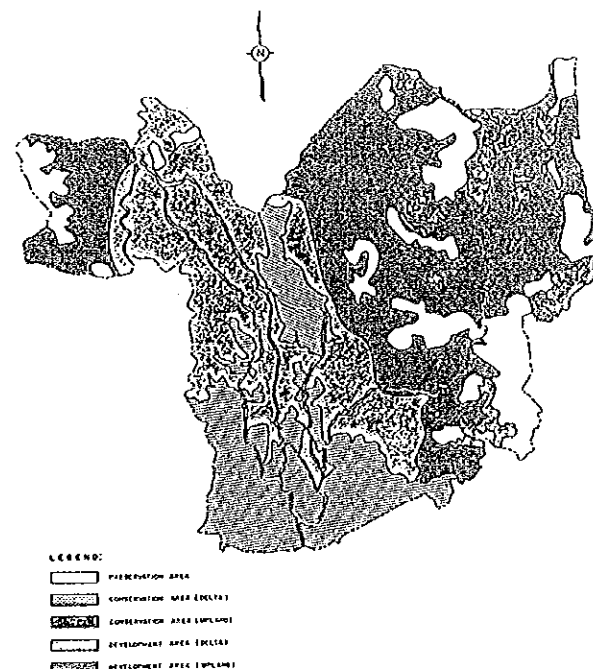 N
LEGEND:
PRESERVATION AREA
CONSERVATION AREA (DELTA)
CONSERVATION AREA (UPLAND)
DEVELOPMENT AREA (DELTA)
DEVELOPMENT AREA (UPLAND)